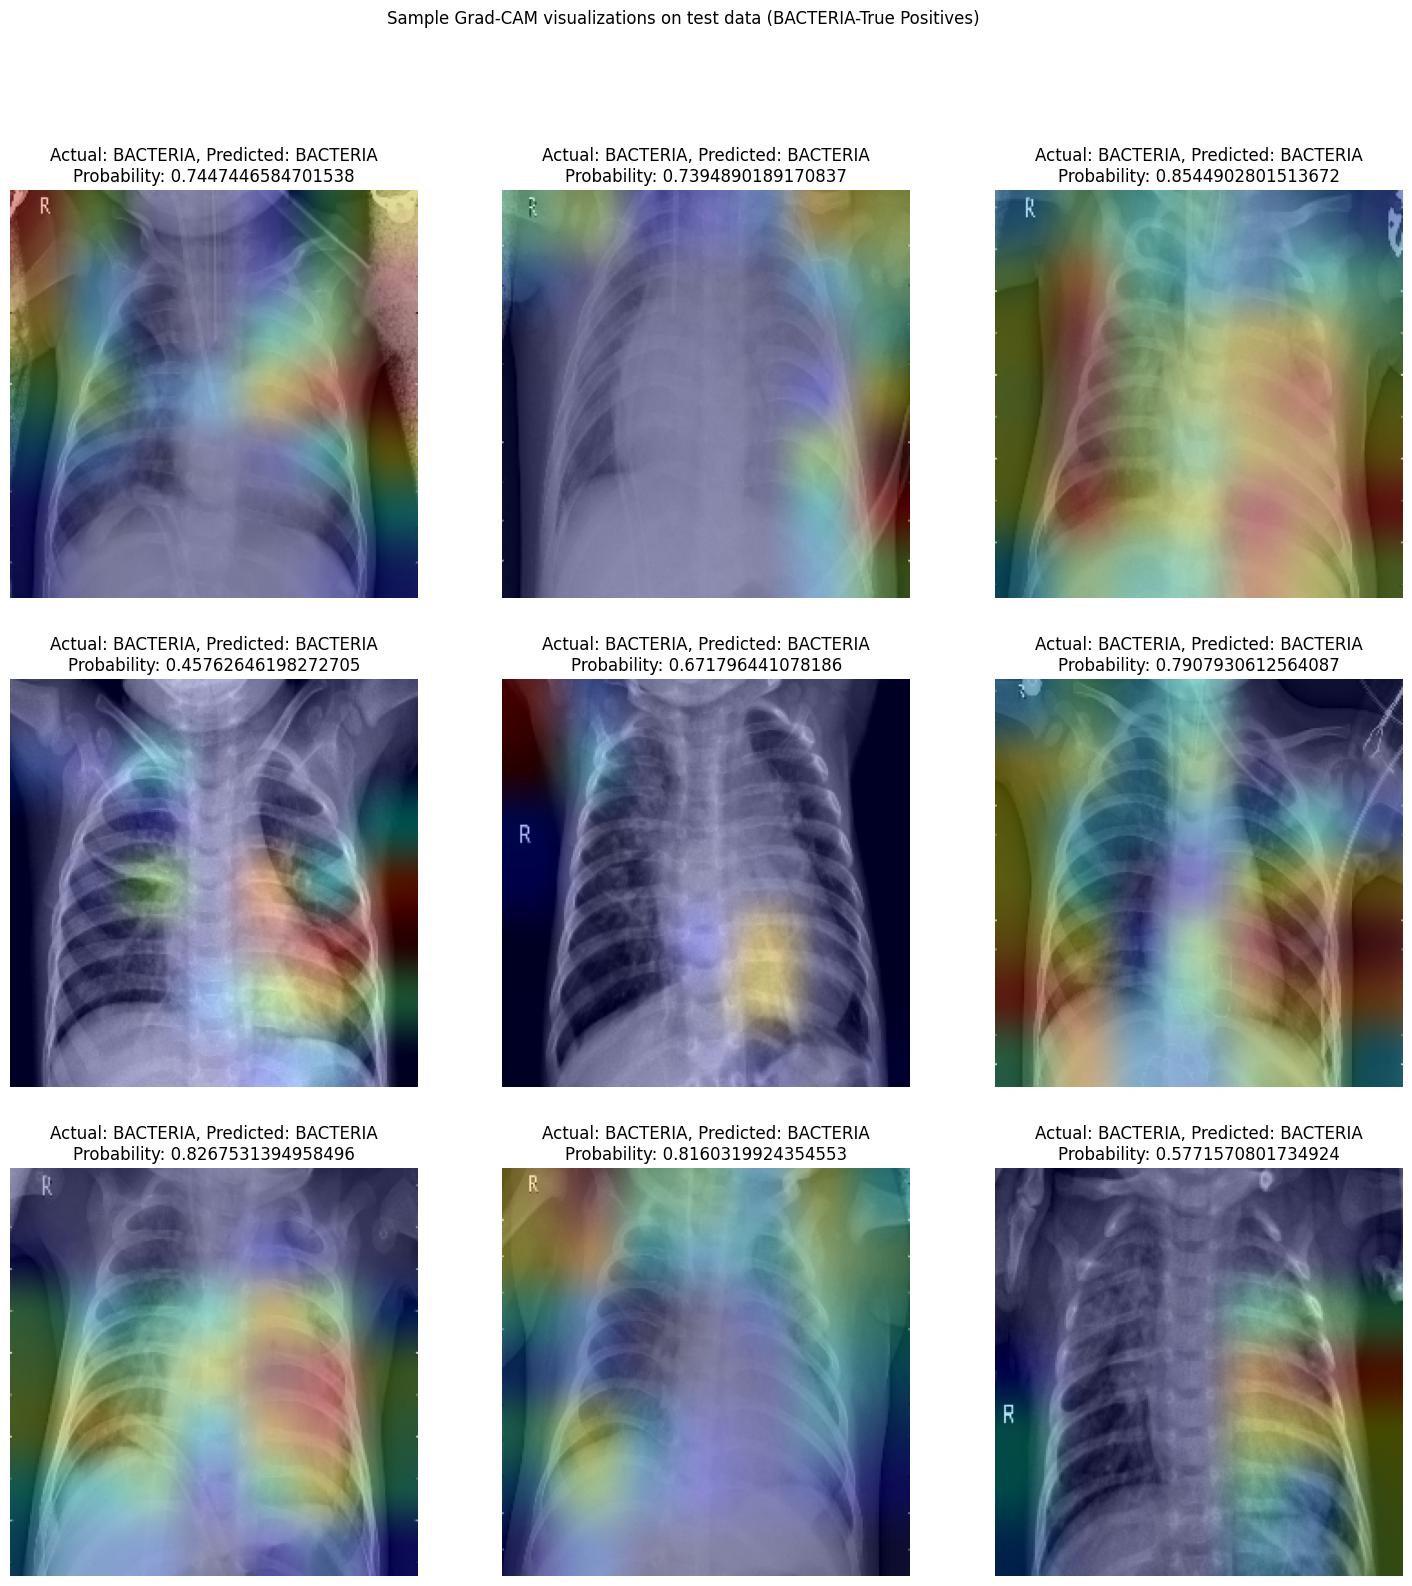 Sample Grad-CAM visualizations on test data (BACTERIA-True Positives)
Actual: BACTERIA, Predicted: BACTERIA
Probability: 0.7447446584701538
R
Actual: BACTERIA, Predicted: BACTERIA
Probability: 0.7394890189170837
R
Actual: BACTERIA, Predicted: BACTERIA
Probability: 0.8544902801513672
R
Actual: BACTERIA, Predicted: BACTERIA
Probability: 0.45762646198272705
Actual: BACTERIA, Predicted: BACTERIA
Probability: 0.671796441078186
R
Actual: BACTERIA, Predicted: BACTERIA
Probability: 0.7907930612564087
R
Actual: BACTERIA, Predicted: BACTERIA
Probability: 0.8267531394958496
R
Actual: BACTERIA, Predicted: BACTERIA
Probability: 0.8160319924354553
R
Actual: BACTERIA, Predicted: BACTERIA
Probability: 0.5771570801734924
R